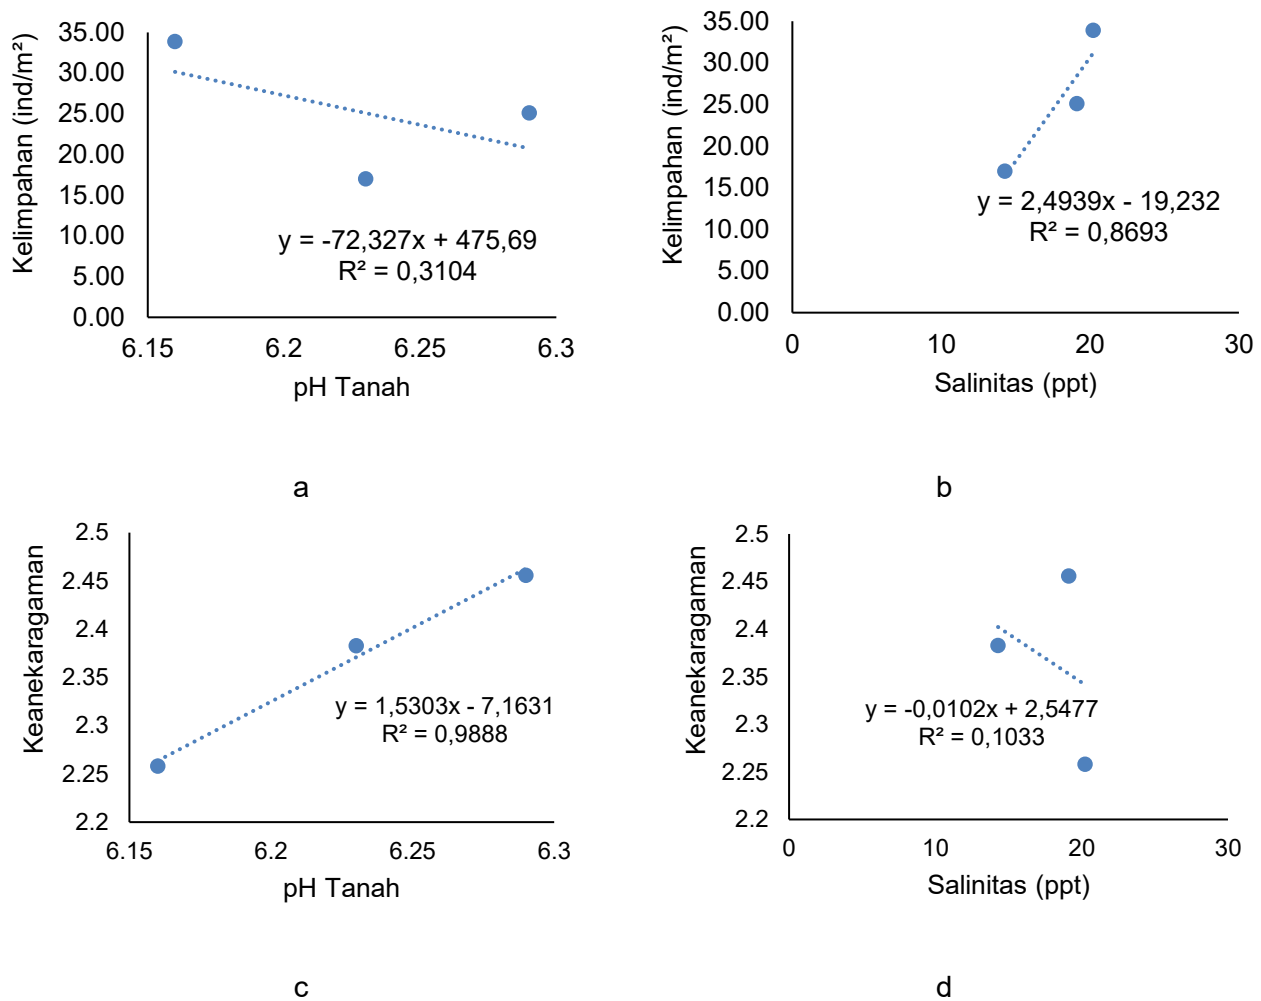 Kelimpahan (ind/m²)
35.00
30.00
25.00
20.00
15.00
10.00
5.00
0.00
y = -72,327x + 475,69
R² = 0,3104
6.15 6.2 6.25 6.3
pH Tanah
a
Kelimpahan (ind/m²)
35.00
30.00
25.00
20.00
15.00
10.00
5.00
0.00
y = 2,4939x - 19,232
R² = 0,8693
0 10 20 30
Salinitas (ppt)
b
Keanekaragaman
2.5
2.45
2.4
2.35
2.3
2.25
2.2
y = 1,5303x - 7,1631
R² = 0,9888
6.15 6.2 6.25 6.3
pH Tanah
c
Keanekaragaman
2.5
2.45
2.4
2.35
2.3
2.25
2.2
y = -0,0102x + 2,5477
R² = 0,1033
0 10 20 30
Salinitas (ppt)
d